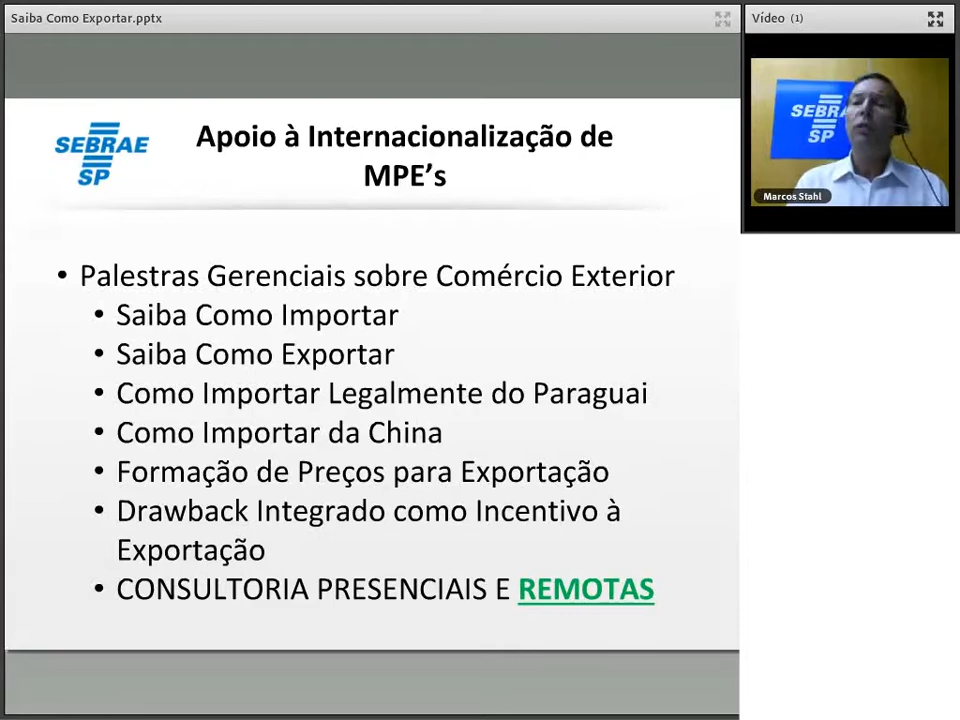 Saiba Como Exportar.pptx
Vídeo (1)
SEBRAE
SP
Apoio à Internacionalização de
MPE’s
SEBRAE
SP
Marcos Stahl
• Palestras Gerenciais sobre Comércio Exterior
• Saiba Como Importar
• Saiba Como Exportar
• Como Importar Legalmente do Paraguai
• Como Importar da China
• Formação de Preços para Exportação
• Drawback Integrado como Incentivo à
Exportação
• CONSULTORIA PRESENCIAIS E REMOTAS